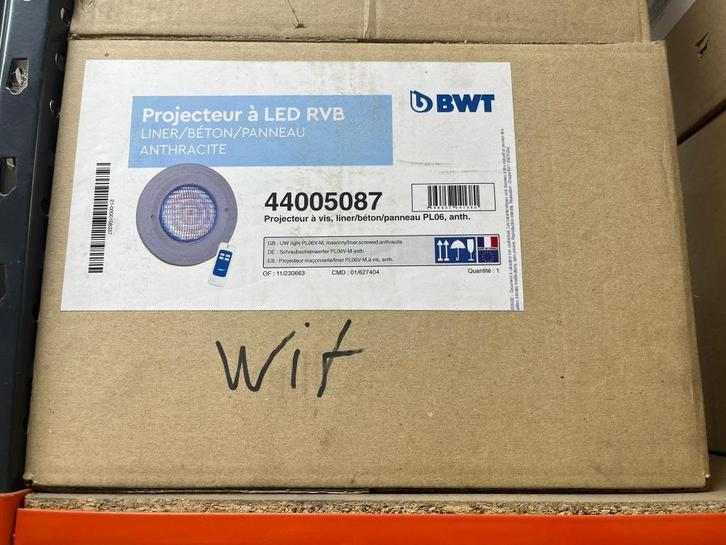 Projecteur à LED RVB
LINER/BÉTON/PANNEAU
ANTHRACITE
BWT
44005087
Projecteur à vis, liner/béton/panneau PL06, anth.
GB : UW light PL06V-M, masonry/liner,screwed,anthracite
DE : Schraubscheinwerfer PL06V-M anth.
ES : Projecteur maçonnerie/liner PL06V-M,à vis, anth.
OF : 11/230663
CMD : 01/627404
Quantité : 1
Wit